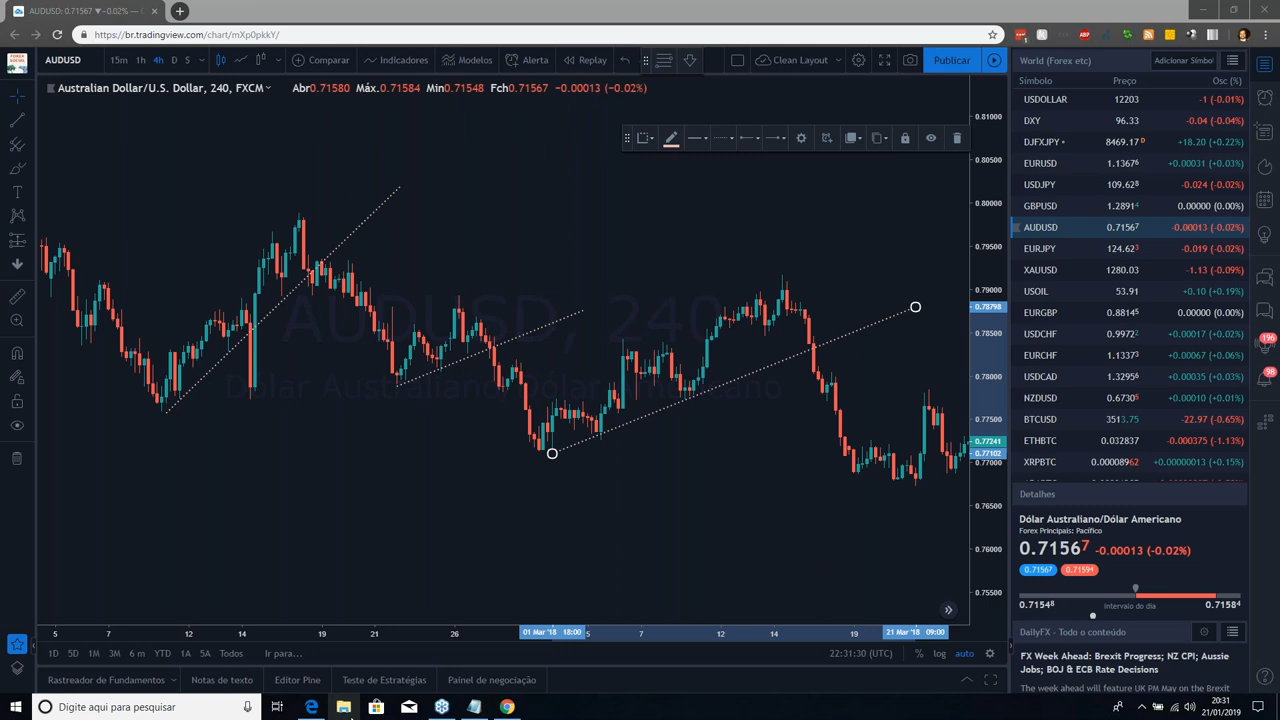 AUDUSD: 0.71567 ▼−0.02% —
https://br.tradingview.com/chart/mXp0pkkY/
AUDUSD 15m 1h 4h D S Comparar Indicadores Modelos Alerta Replay Clean Layout Publicar
Australian Dollar/U.S. Dollar, 240, FXCM Abr0.71580 Máx.0.71584 Mín0.71548 Fch0.71567 −0.00013 (−0.02%)
AUDUSD, 240
Dólar Australiano/Dólar Americano
0.81000
0.80500
0.80000
0.79500
0.79000
0.78798
0.78500
0.78000
0.77500
0.77241
0.77102
0.77000
0.76500
0.76000
0.75500
5 7 12 14 19 21 26 01 Mar '18 18:00 5 7 12 14 19 21 Mar '18 09:00
1D 5D 1M 3M 6 m YTD 1A 5A Todos Ir para... 22:31:30 (UTC) % log auto
Rastreador de Fundamentos Notas de texto Editor Pine Teste de Estratégias Painel de negociação
World (Forex etc) Adicionar Símbo
Símbolo Preço Osc (%)
USDOLLAR 12203 -1 (-0.01%)
DXY 96.33 -0.04 (-0.04%)
DJFXJPY 8469.17 D +18.20 (+0.22%)
EURUSD 1.13676 +0.00031 (+0.03%)
USDJPY 109.628 -0.024 (-0.02%)
GBPUSD 1.28914 0.00000 (0.00%)
AUDUSD 0.71567 -0.00013 (-0.02%)
EURJPY 124.623 -0.019 (-0.02%)
XAUUSD 1280.03 -1.13 (-0.09%)
USOIL 53.91 +0.10 (+0.19%)
EURGBP 0.88145 0.00000 (0.00%)
USDCHF 0.99722 +0.00017 (+0.02%)
EURCHF 1.13373 +0.00067 (+0.06%)
USDCAD 1.32956 +0.00035 (+0.03%)
NZDUSD 0.67305 +0.00010 (+0.01%)
BTCUSD 3513.75 -22.97 (-0.65%)
ETHBTC 0.032837 -0.000375 (-1.13%)
XRPBTC 0.00008962 +0.00000013 (+0.15%)
Detalhes
Dólar Australiano/Dólar Americano
Forex Principais: Pacífico
0.71567 -0.00013 (-0.02%)
0.71567 0.71594
0.71548 Intervalo do dia 0.71584
DailyFX - Todo o conteúdo
FX Week Ahead: Brexit Progress; NZ CPI; Aussie
Jobs; BOJ & ECB Rate Decisions
The week ahead will feature UK PM May on the Brexit
196
98
Digite aqui para pesquisar
20:31
21/01/2019